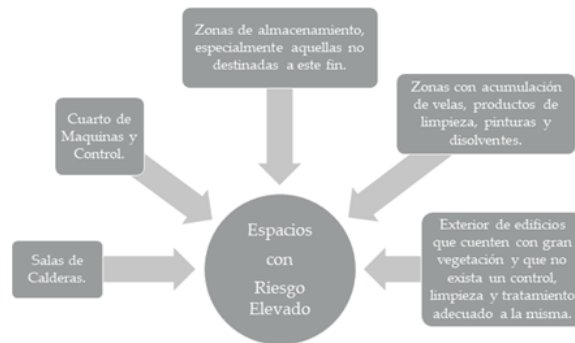 Zonas de almacenamiento,
especialmente aquellas no
destinadas a este fin.
Zonas con acumulación
de velas, productos de
limpieza, pinturas y
disolventes.
Cuarto de
Maquinas y
Control.
Espacios
con
Riesgo
Elevado
Salas de
Calderas.
Exterior de edificios
que cuenten con gran
vegetación y que no
exista un control,
limpieza y tratamiento
adecuado a la misma.